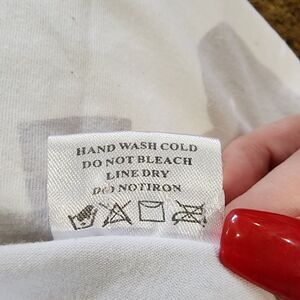 HAND WASH COLD
DO NOT BLEACH
LINE DRY
DO NOTIRON